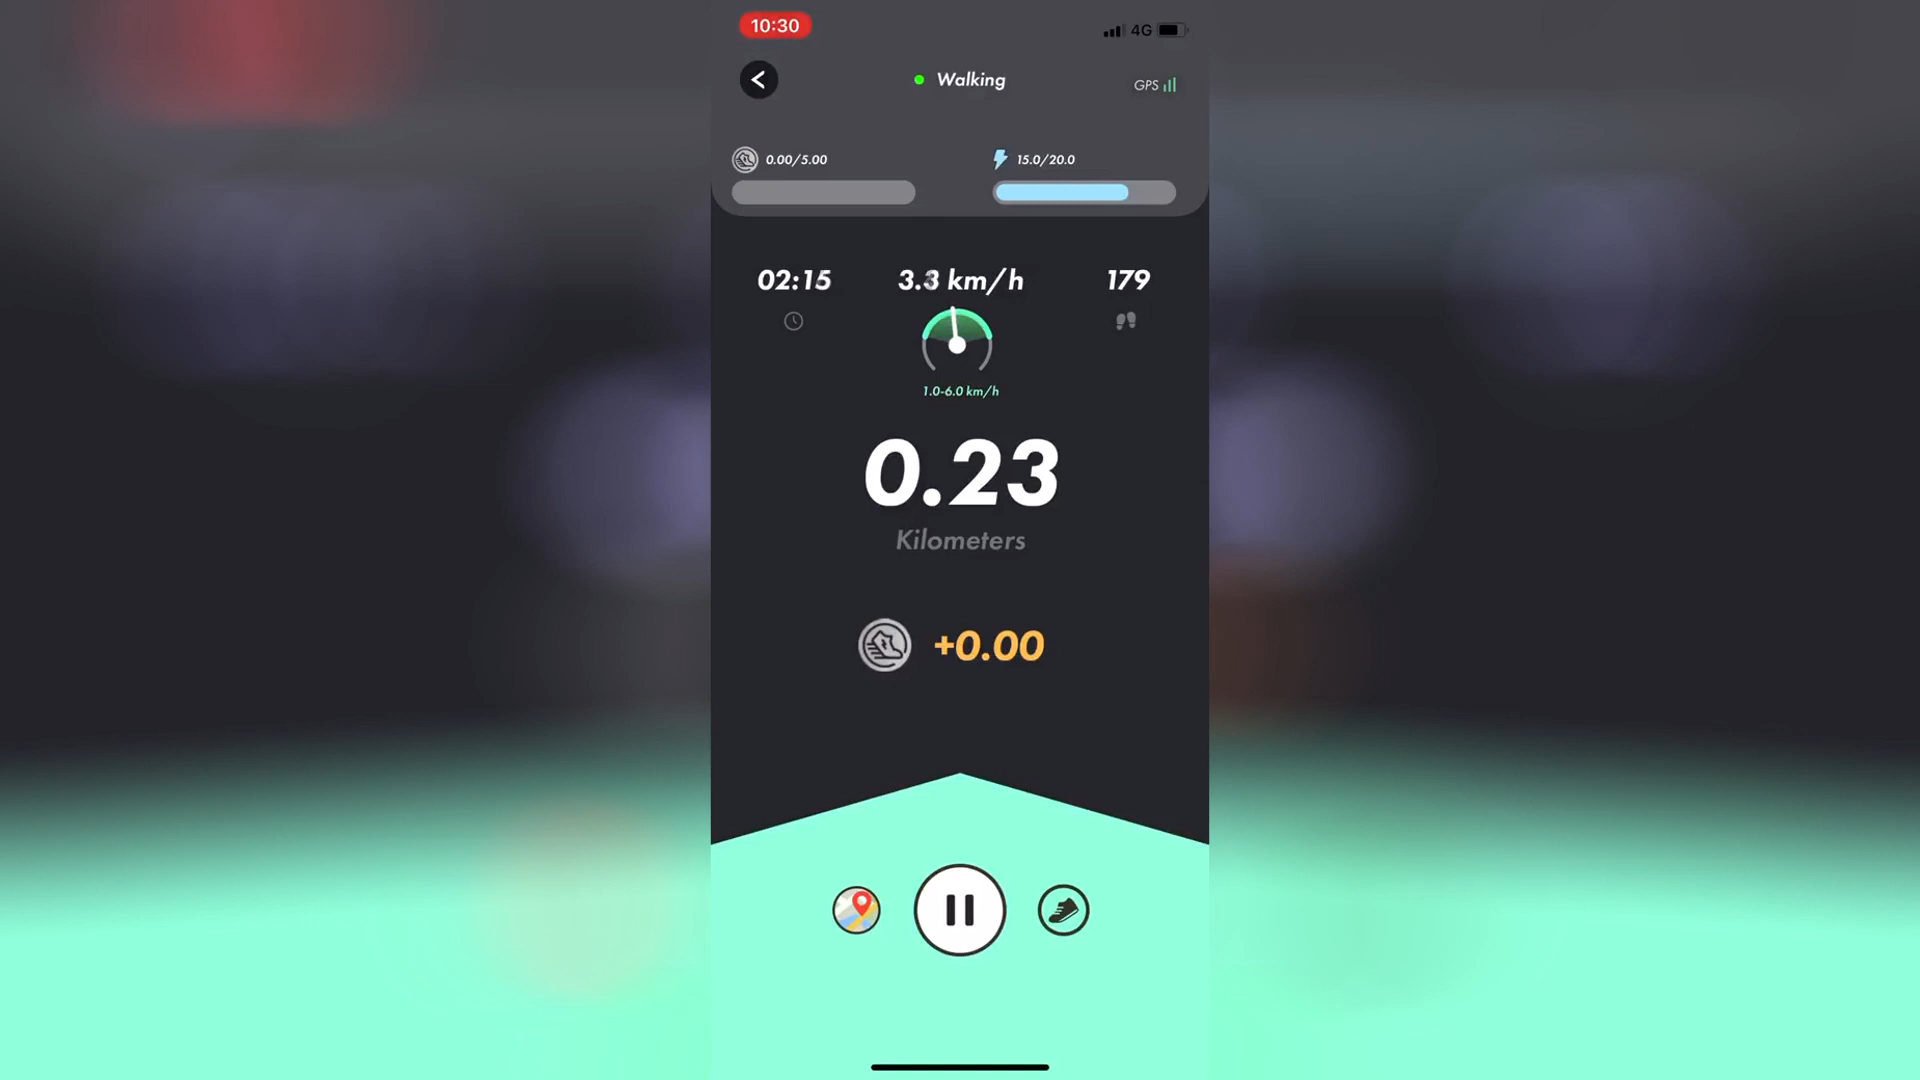 10:30
4G
Walking
GPS
0.00/5.00
15.0/20.0
02:15
3.3 km/h
179
1.0-6.0 km/h
0.23
Kilometers
+0.00